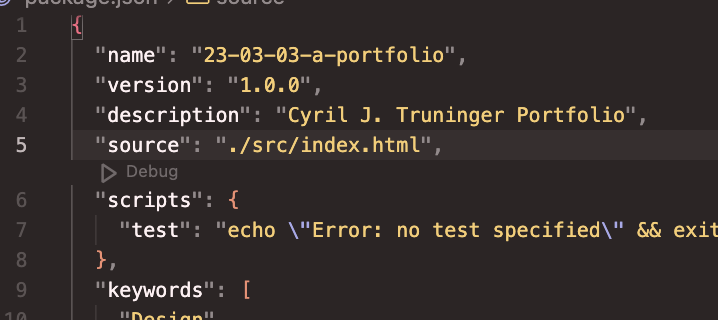 package.json > source
1 {
2 "name": "23-03-03-a-portfolio",
3 "version": "1.0.0",
4 "description": "Cyril J. Truninger Portfolio",
5 "source": "./src/index.html",
Debug
6 "scripts": {
7 "test": "echo \"Error: no test specified\" && exit
8 },
9 "keywords": [
10 "Design"